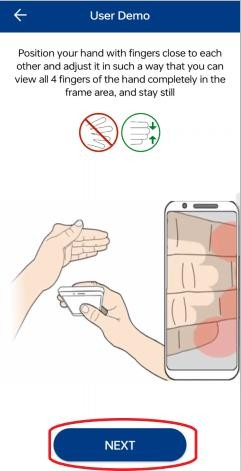 User Demo
Position your hand with fingers close to each
other and adjust it in such a way that you can
view all 4 fingers of the hand completely in the
frame area, and stay still
NEXT